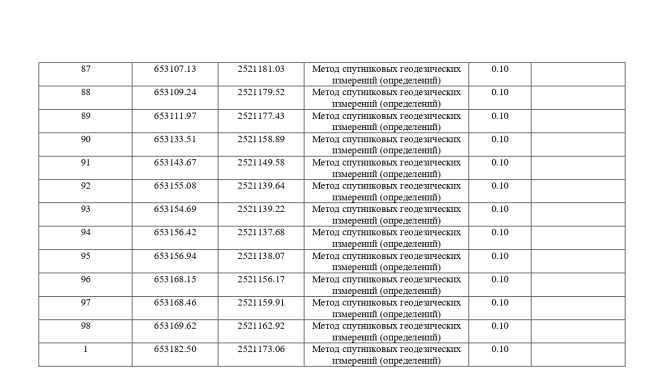 87 653107.13 2521181.03 Метод спутниковых геодезических 0.10
измерений (определений)
88 653109.24 2521179.52 Метод спутниковых геодезических 0.10
измерений (определений)
89 653111.97 2521177.43 Метод спутниковых геодезических 0.10
измерений (определений)
90 653133.51 2521158.89 Метод спутниковых геодезических 0.10
измерений (определений)
91 653143.67 2521149.58 Метод спутниковых геодезических 0.10
измерений (определений)
92 653155.08 2521139.64 Метод спутниковых геодезических 0.10
измерений (определений)
93 653154.69 2521139.22 Метод спутниковых геодезических 0.10
измерений (определений)
94 653156.42 2521137.68 Метод спутниковых геодезических 0.10
измерений (определений)
95 653156.94 2521138.07 Метод спутниковых геодезических 0.10
измерений (определений)
96 653168.15 2521156.17 Метод спутниковых геодезических 0.10
измерений (определений)
97 653168.46 2521159.91 Метод спутниковых геодезических 0.10
измерений (определений)
98 653169.62 2521162.92 Метод спутниковых геодезических 0.10
измерений (определений)
1 653182.50 2521173.06 Метод спутниковых геодезических 0.10
измерений (определений)